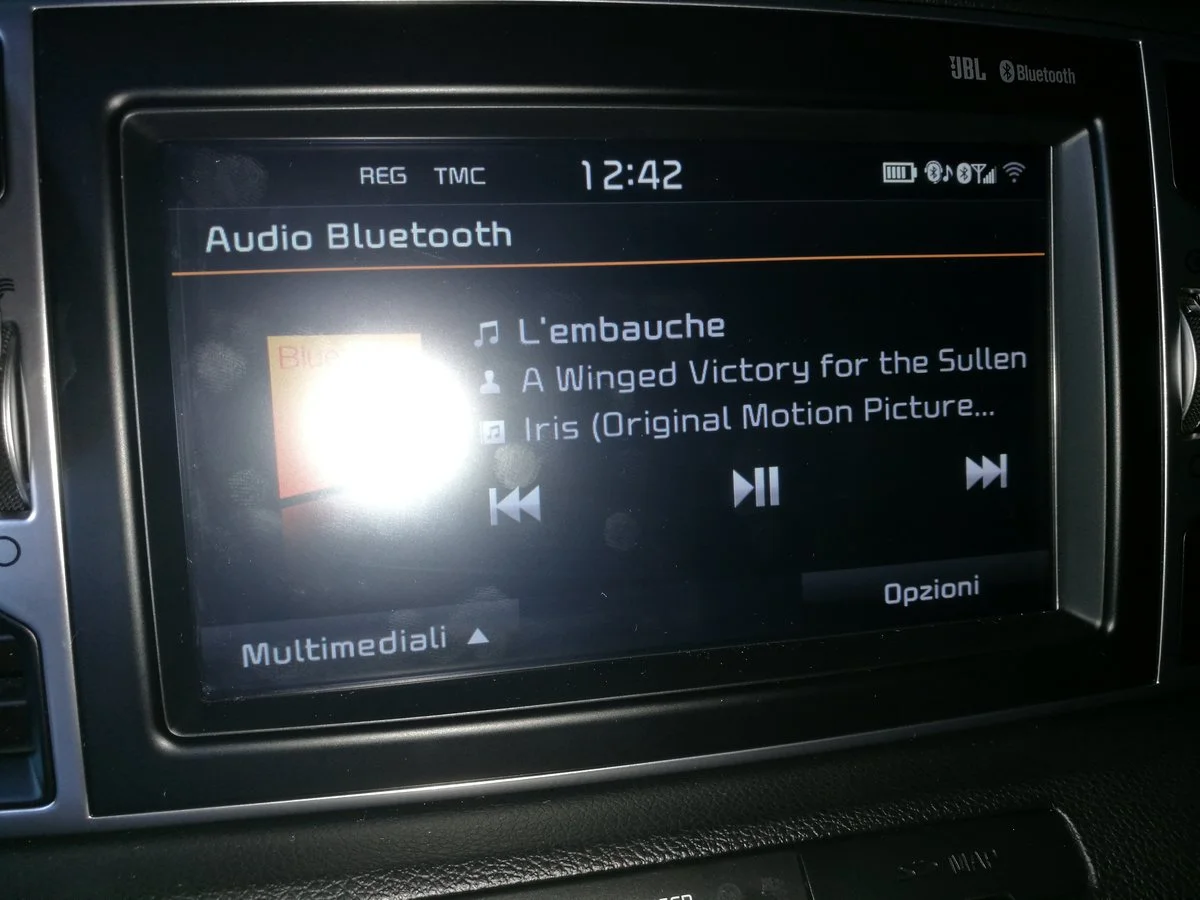 JBL Bluetooth
REG TMC 12:42
Audio Bluetooth
L'embauche
A Winged Victory for the Sullen
Iris (Original Motion Picture...
Opzioni
Multimediali
MAP